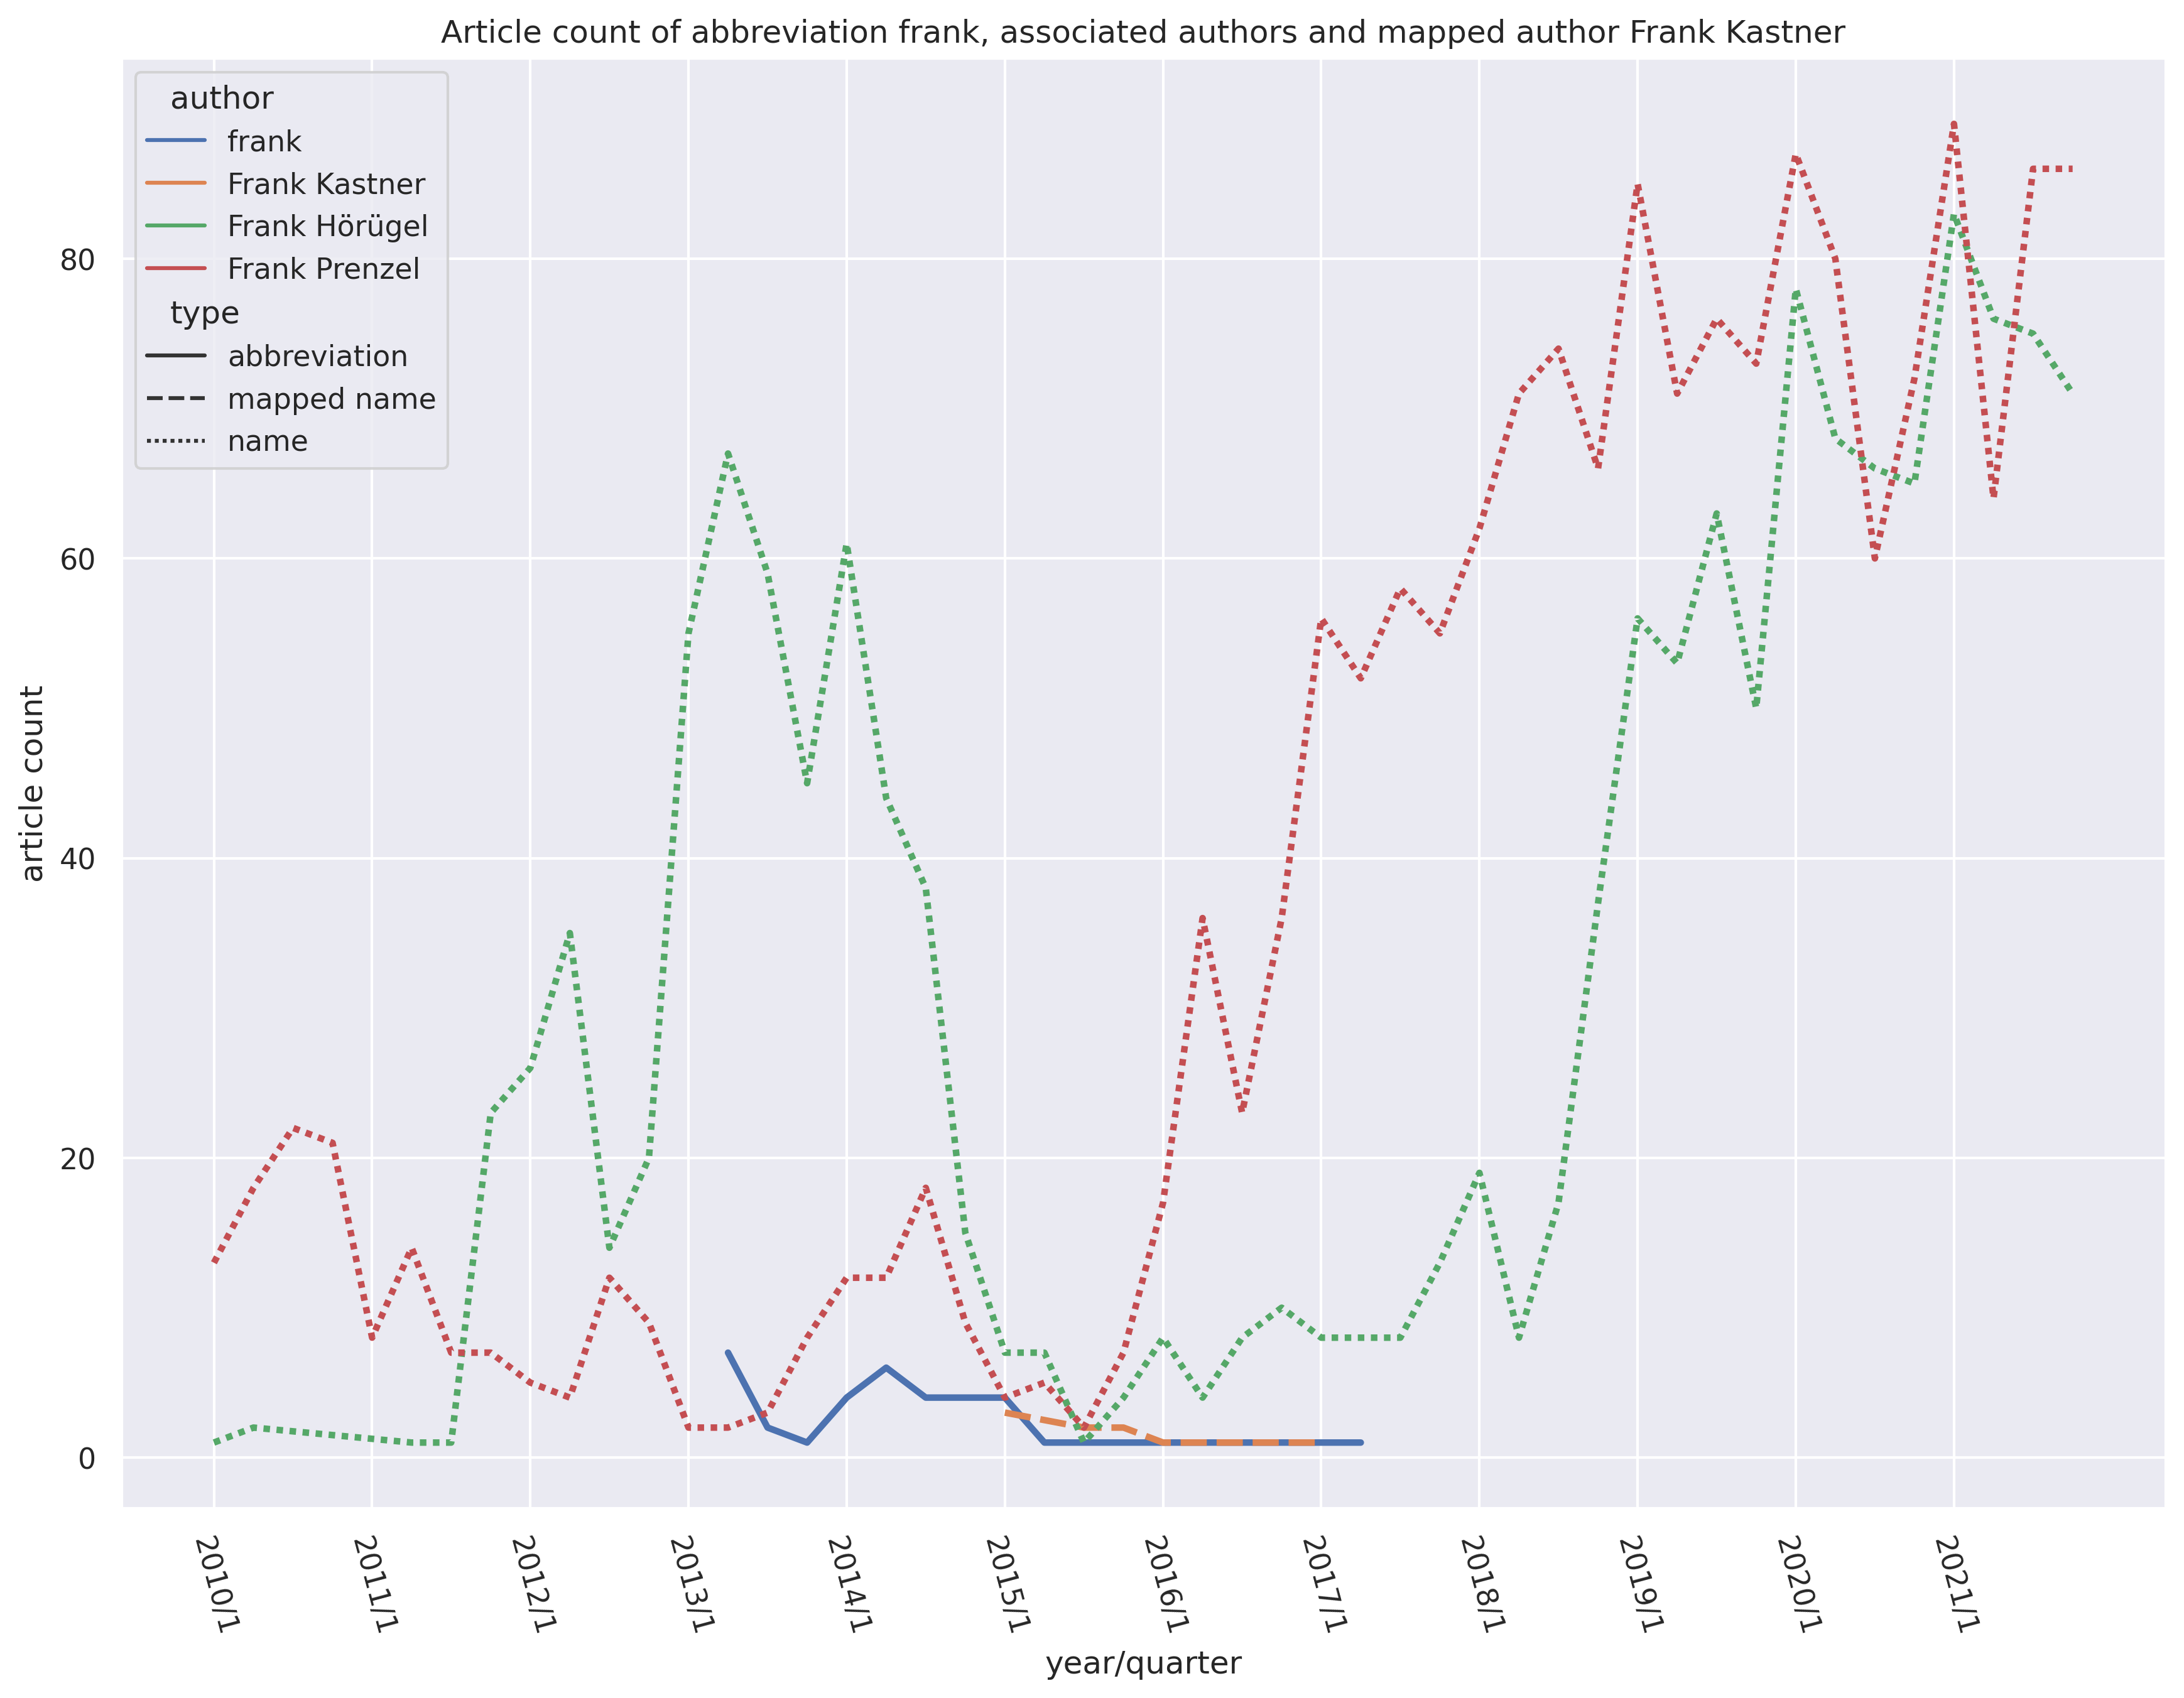 Article count of abbreviation frank, associated authors and mapped author Frank Kastner
author
frank
Frank Kastner
Frank Hörügel
Frank Prenzel
type
abbreviation
mapped name
name
article count
80
60
40
20
0
2010/1
2011/1
2012/1
2013/1
2014/1
2015/1
2016/1
2017/1
2018/1
2019/1
2020/1
2021/1
year/quarter